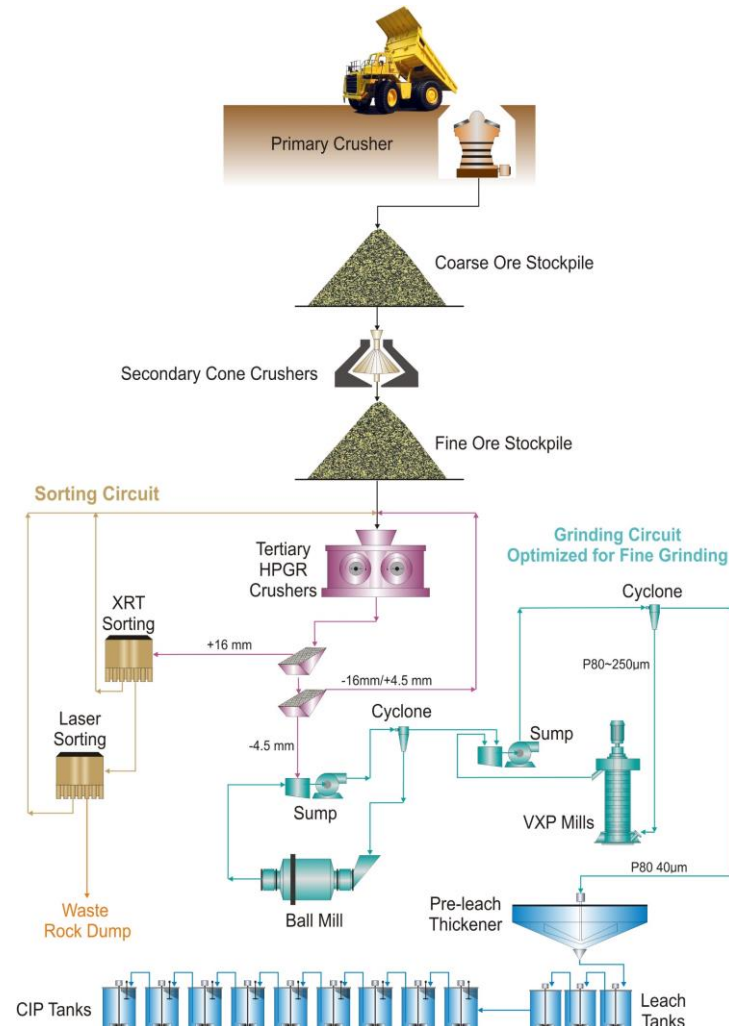 Primary Crusher
Coarse Ore Stockpile
Secondary Cone Crushers
Fine Ore Stockpile
Sorting Circuit
Grinding Circuit
Optimized for Fine Grinding
Tertiary
HPGR
Crushers
Cyclone
XRT
Sorting
+16 mm
P80~250µm
-16mm/+4.5 mm
Cyclone
Laser
Sorting
-4.5 mm
Sump
Sump
VXP Mills
Ball Mill
P80 40µm
Waste
Rock Dump
Pre-leach
Thickener
CIP Tanks
Leach
Tanks